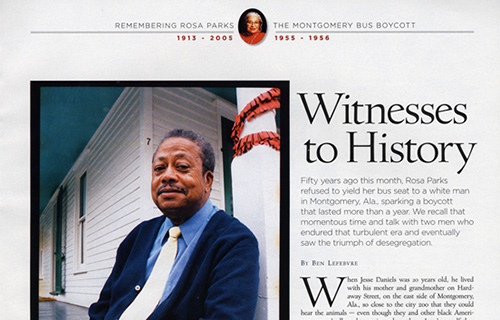 REMEMBERING ROSA PARKS THE MONTGOMERY BUS BOYCOTT
1913 - 2005 1955 - 1956
7
Witnesses
to History
Fifty years ago this month, Rosa Parks
refused to yield her bus seat to a white man
in Montgomery, Ala., sparking a boycott
that lasted more than a year. We recall that
momentous time and talk with two men who
endured that turbulent era and eventually
saw the triumph of desegregation.
BY BEN LEFEBVRE
When Jesse Daniels was 20 years old, he lived
with his mother and grandmother on Hard-
away Street, on the east side of Montgomery,
Ala., so close to the city zoo that they could
hear the animals — even though they and other black Ameri-